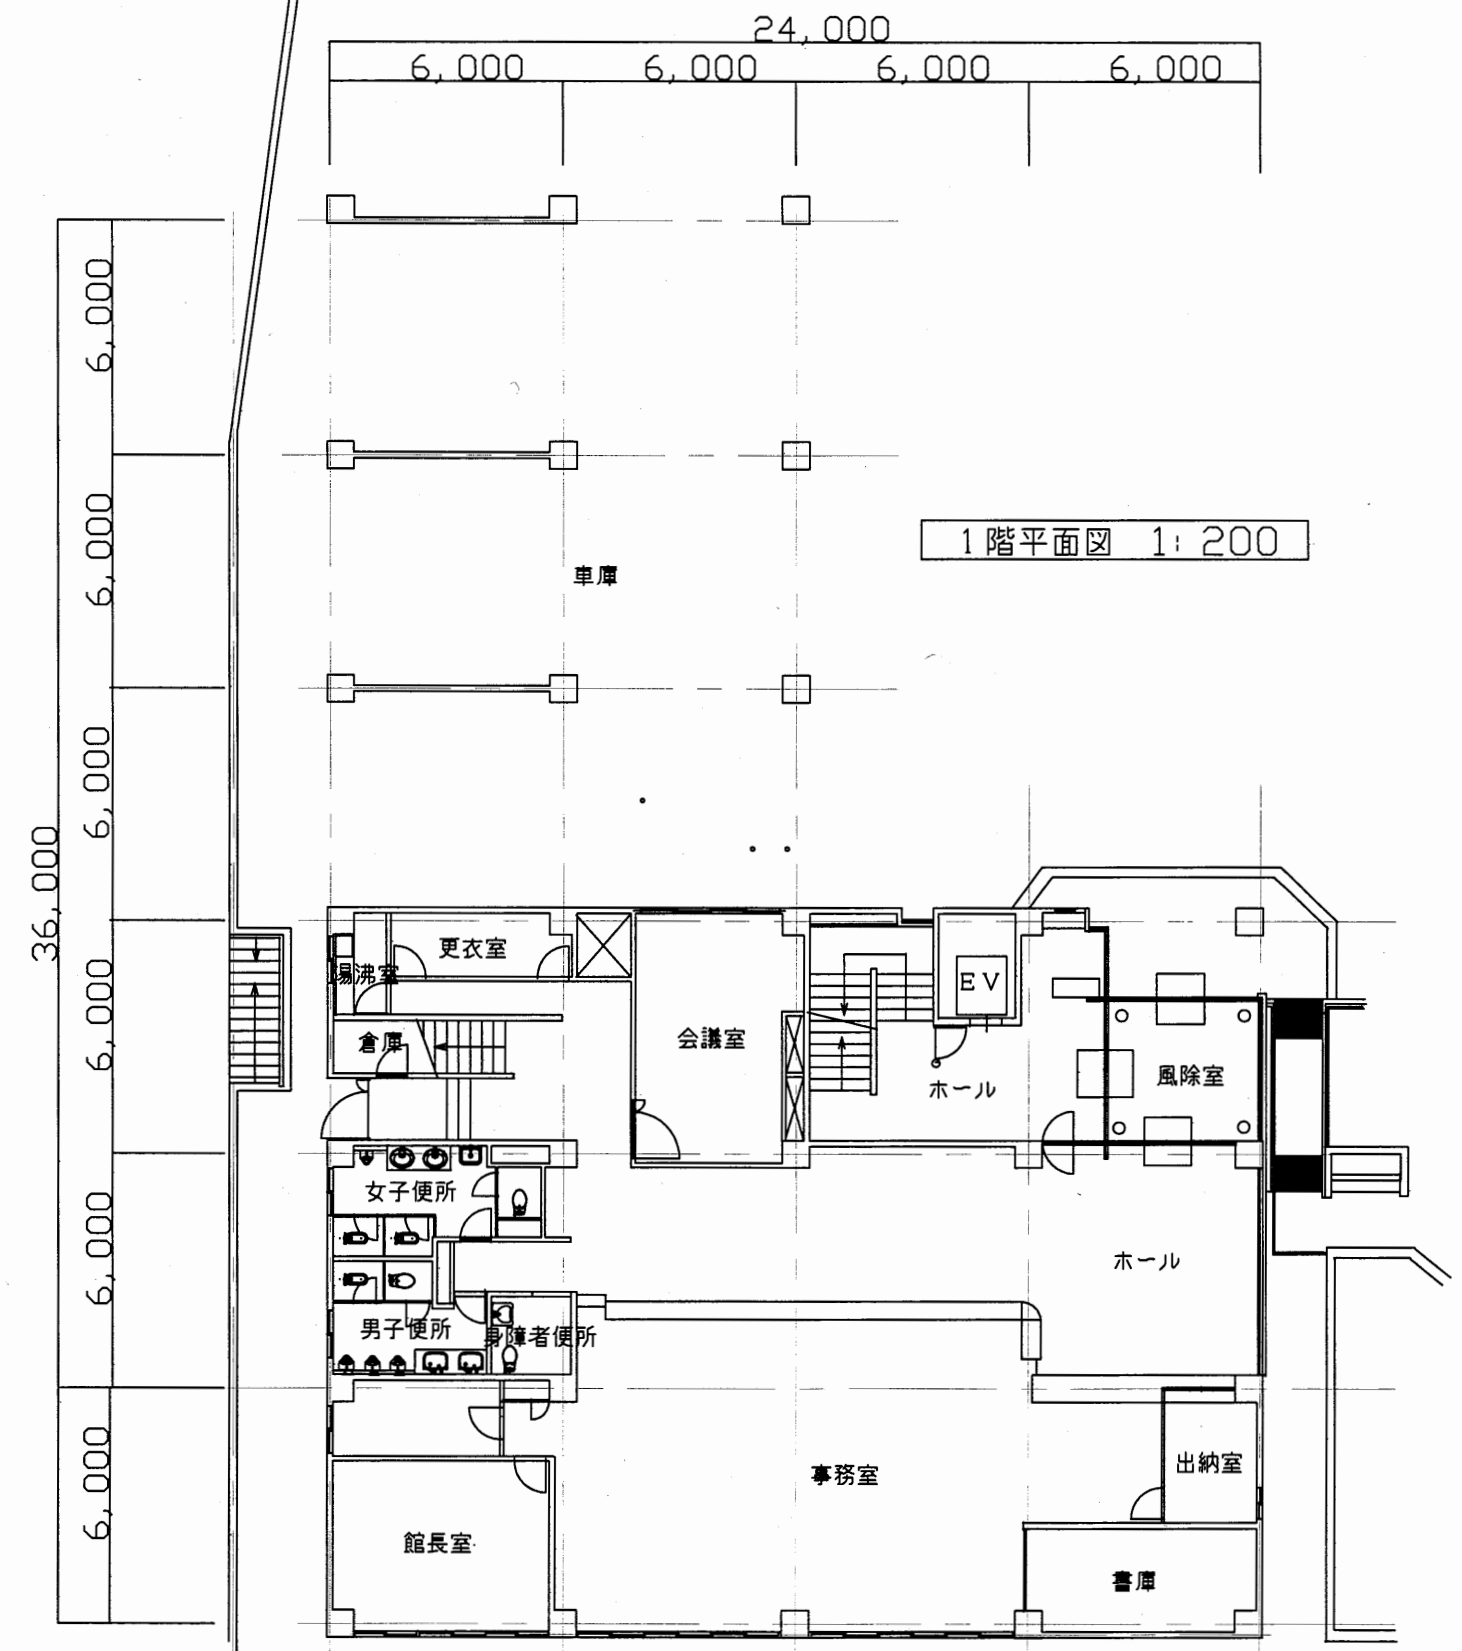 24,000
6,000
6,000
6,000
6,000
6,000
6,000
1階平面図 1:200
車庫
6,000
36,000
6,000
6,000
6,000
更衣室
湯沸室
EV
倉庫
会議室
風除室
ホール
女子便所
ホール
男子便所
身障者便所
出納室
事務室
館長室
書庫